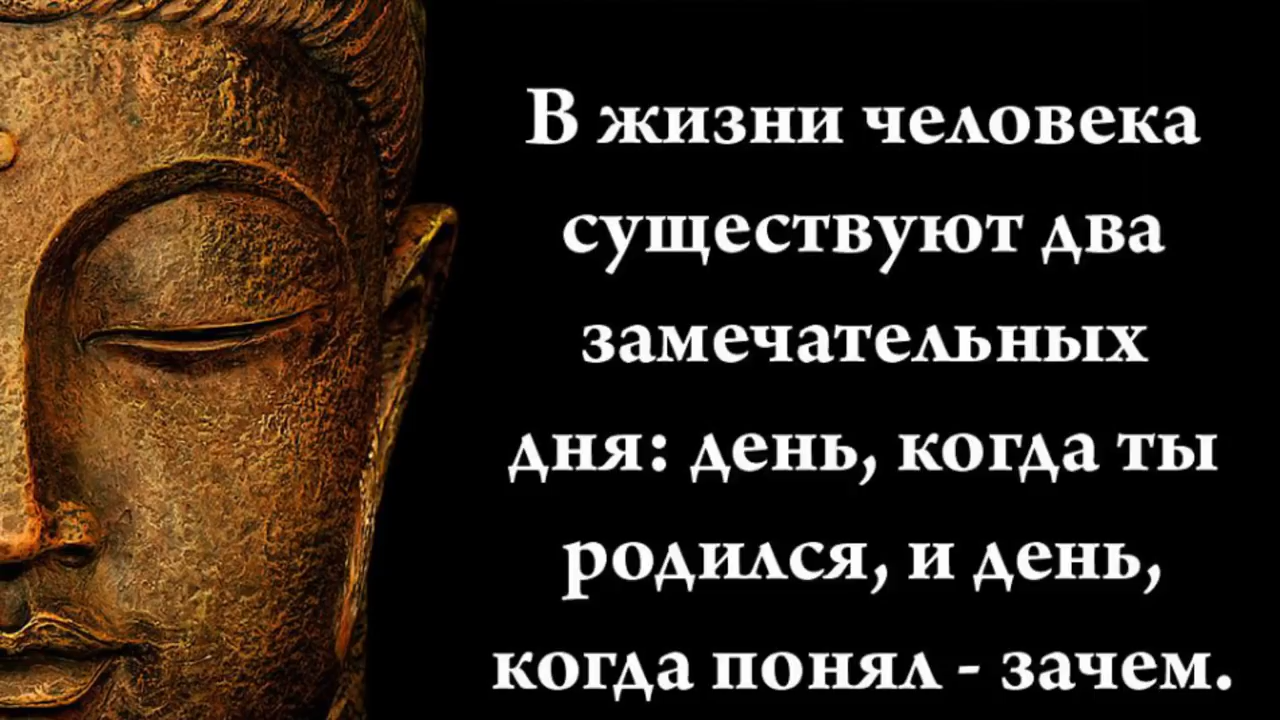 В жизни человека
существуют два
замечательных
дня: день, когда ты
родился, и день,
когда понял - зачем.